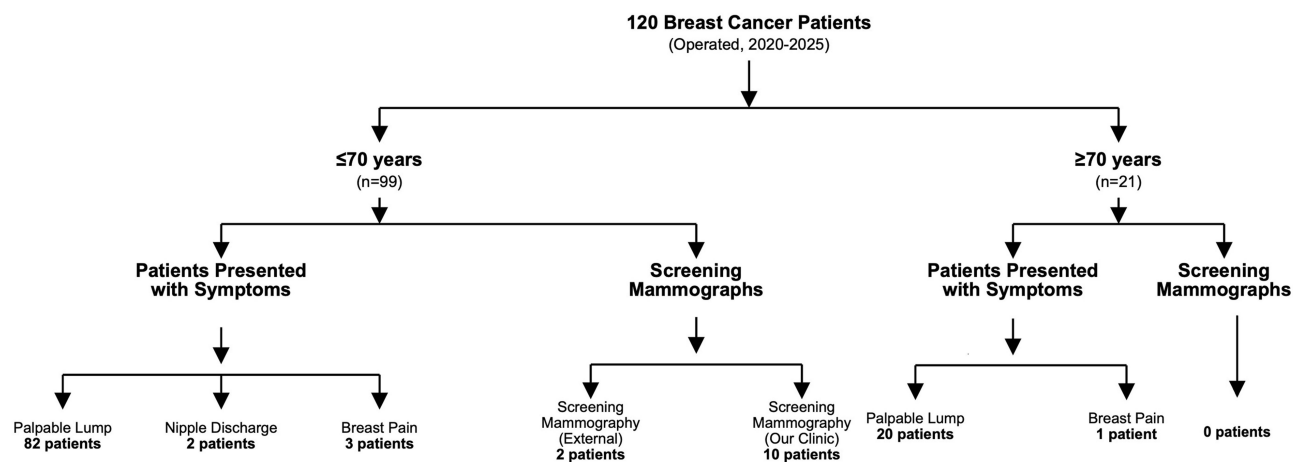 120 Breast Cancer Patients
(Operated, 2020-2025)
≤70 years
(n=99)
≥70 years
(n=21)
Patients Presented
with Symptoms
Screening
Mammographs
Patients Presented
with Symptoms
Screening
Mammographs
Palpable Lump
82 patients
Nipple Discharge
2 patients
Breast Pain
3 patients
Screening
Mammography
(External)
2 patients
Screening
Mammography
(Our Clinic)
10 patients
Palpable Lump
20 patients
Breast Pain
1 patient
0 patients